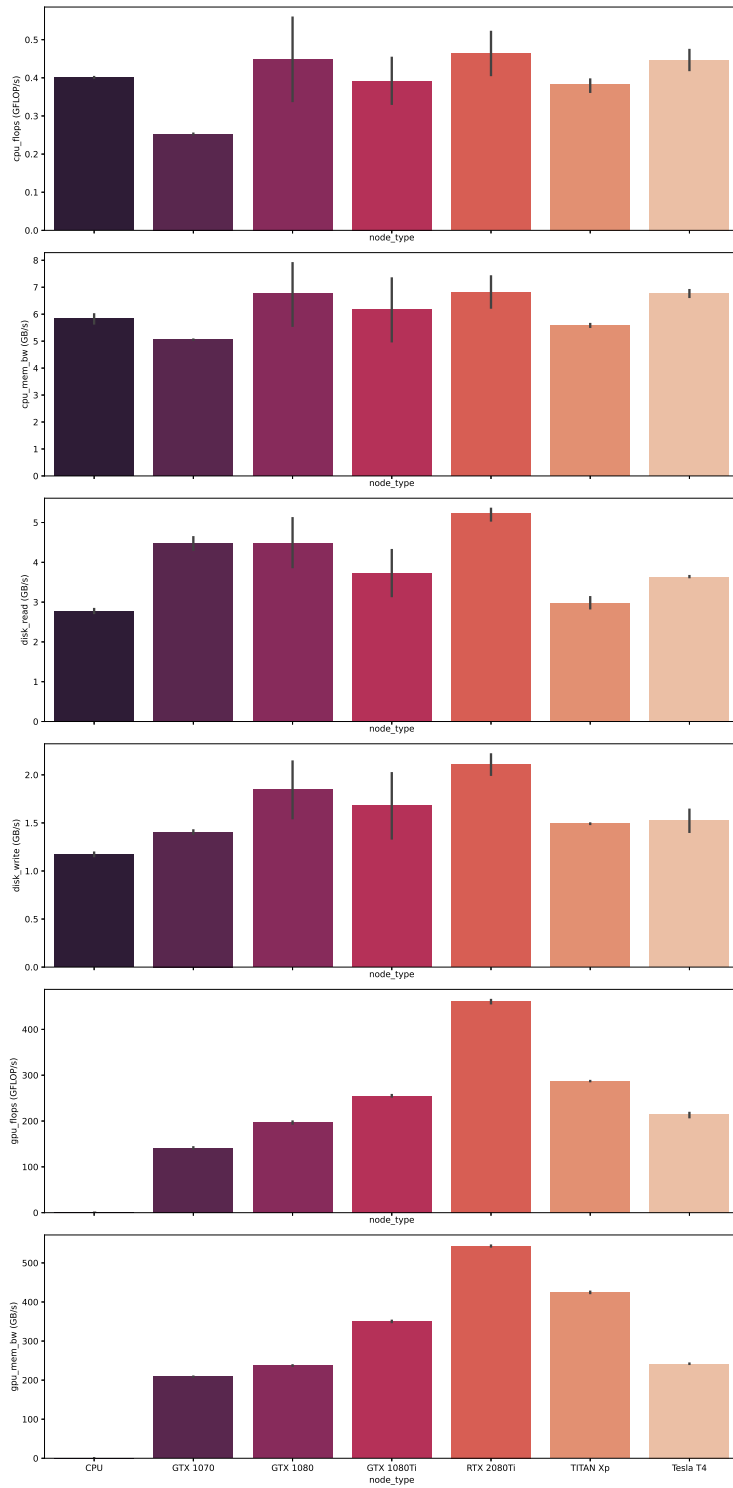 cpu_flops (GFLOP/s)
0.5
0.4
0.3
0.2
0.1
0.0
node_type
cpu_mem_bw (GB/s)
8
7
6
5
4
3
2
1
0
node_type
disk_read (GB/s)
5
4
3
2
1
0
node_type
disk_write (GB/s)
2.0
1.5
1.0
0.5
0.0
node_type
gpu_flops (GFLOP/s)
400
300
200
100
0
node_type
gpu_mem_bw (GB/s)
500
400
300
200
100
0
CPU GTX 1070 GTX 1080 GTX 1080Ti RTX 2080Ti TITAN Xp Tesla T4
node_type